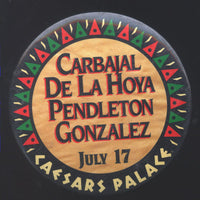 CARBAJAL
DE LA HOYA
PENDLETON
GONZALEZ
JULY 17
CAESARS PALACE